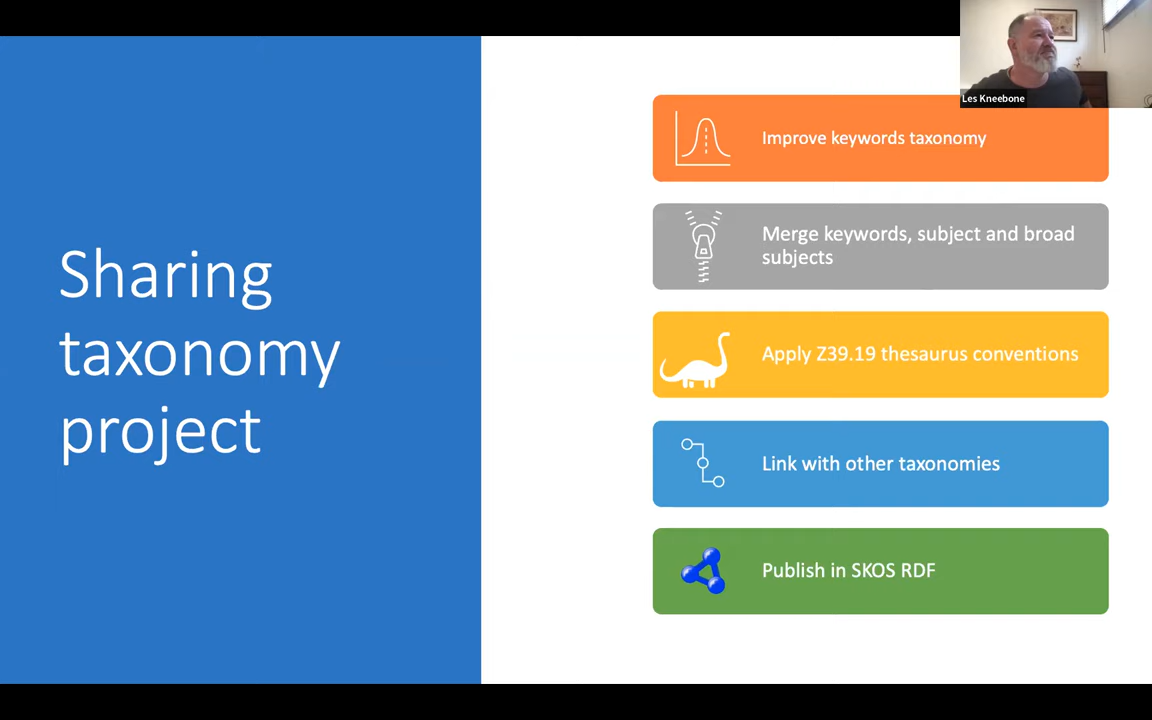 Les Kneebone
Sharing
taxonomy
project
Improve keywords taxonomy
Merge keywords, subject and broad
subjects
Apply Z39.19 thesaurus conventions
Link with other taxonomies
Publish in SKOS RDF